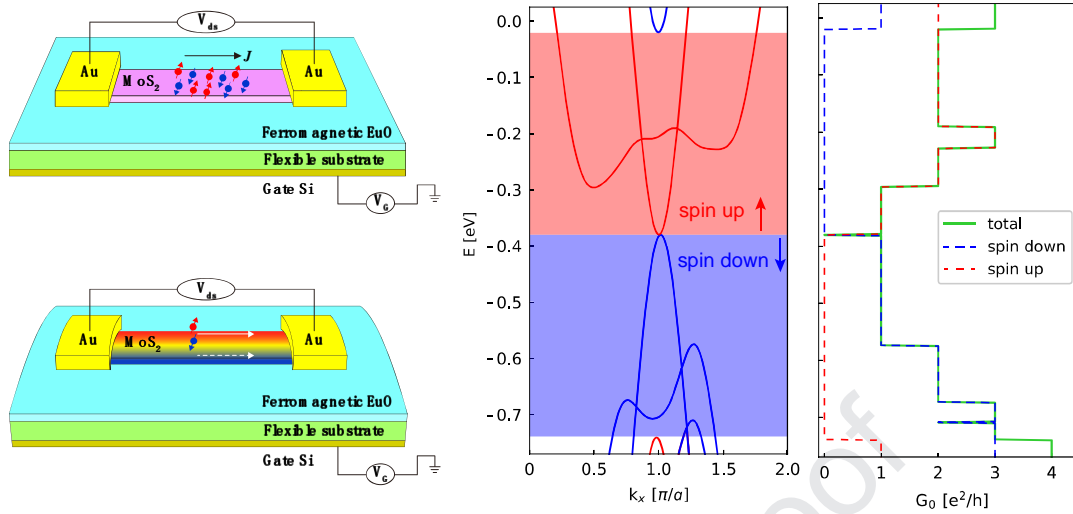 V_ds
J
Au
MoS_2
Au
Ferromagnetic EuO
Flexible substrate
Gate Si
V_G
V_ds
Au
MoS_2
Au
Ferromagnetic EuO
Flexible substrate
Gate Si
V_G
0.0
−0.1
−0.2
−0.3
−0.4
−0.5
−0.6
−0.7
E [eV]
spin up
spin down
0
0.5
1.0
1.5
2.0
k_x [π/a]
total
spin down
spin up
0
1
2
3
4
G_0 [e^2/h]
oof